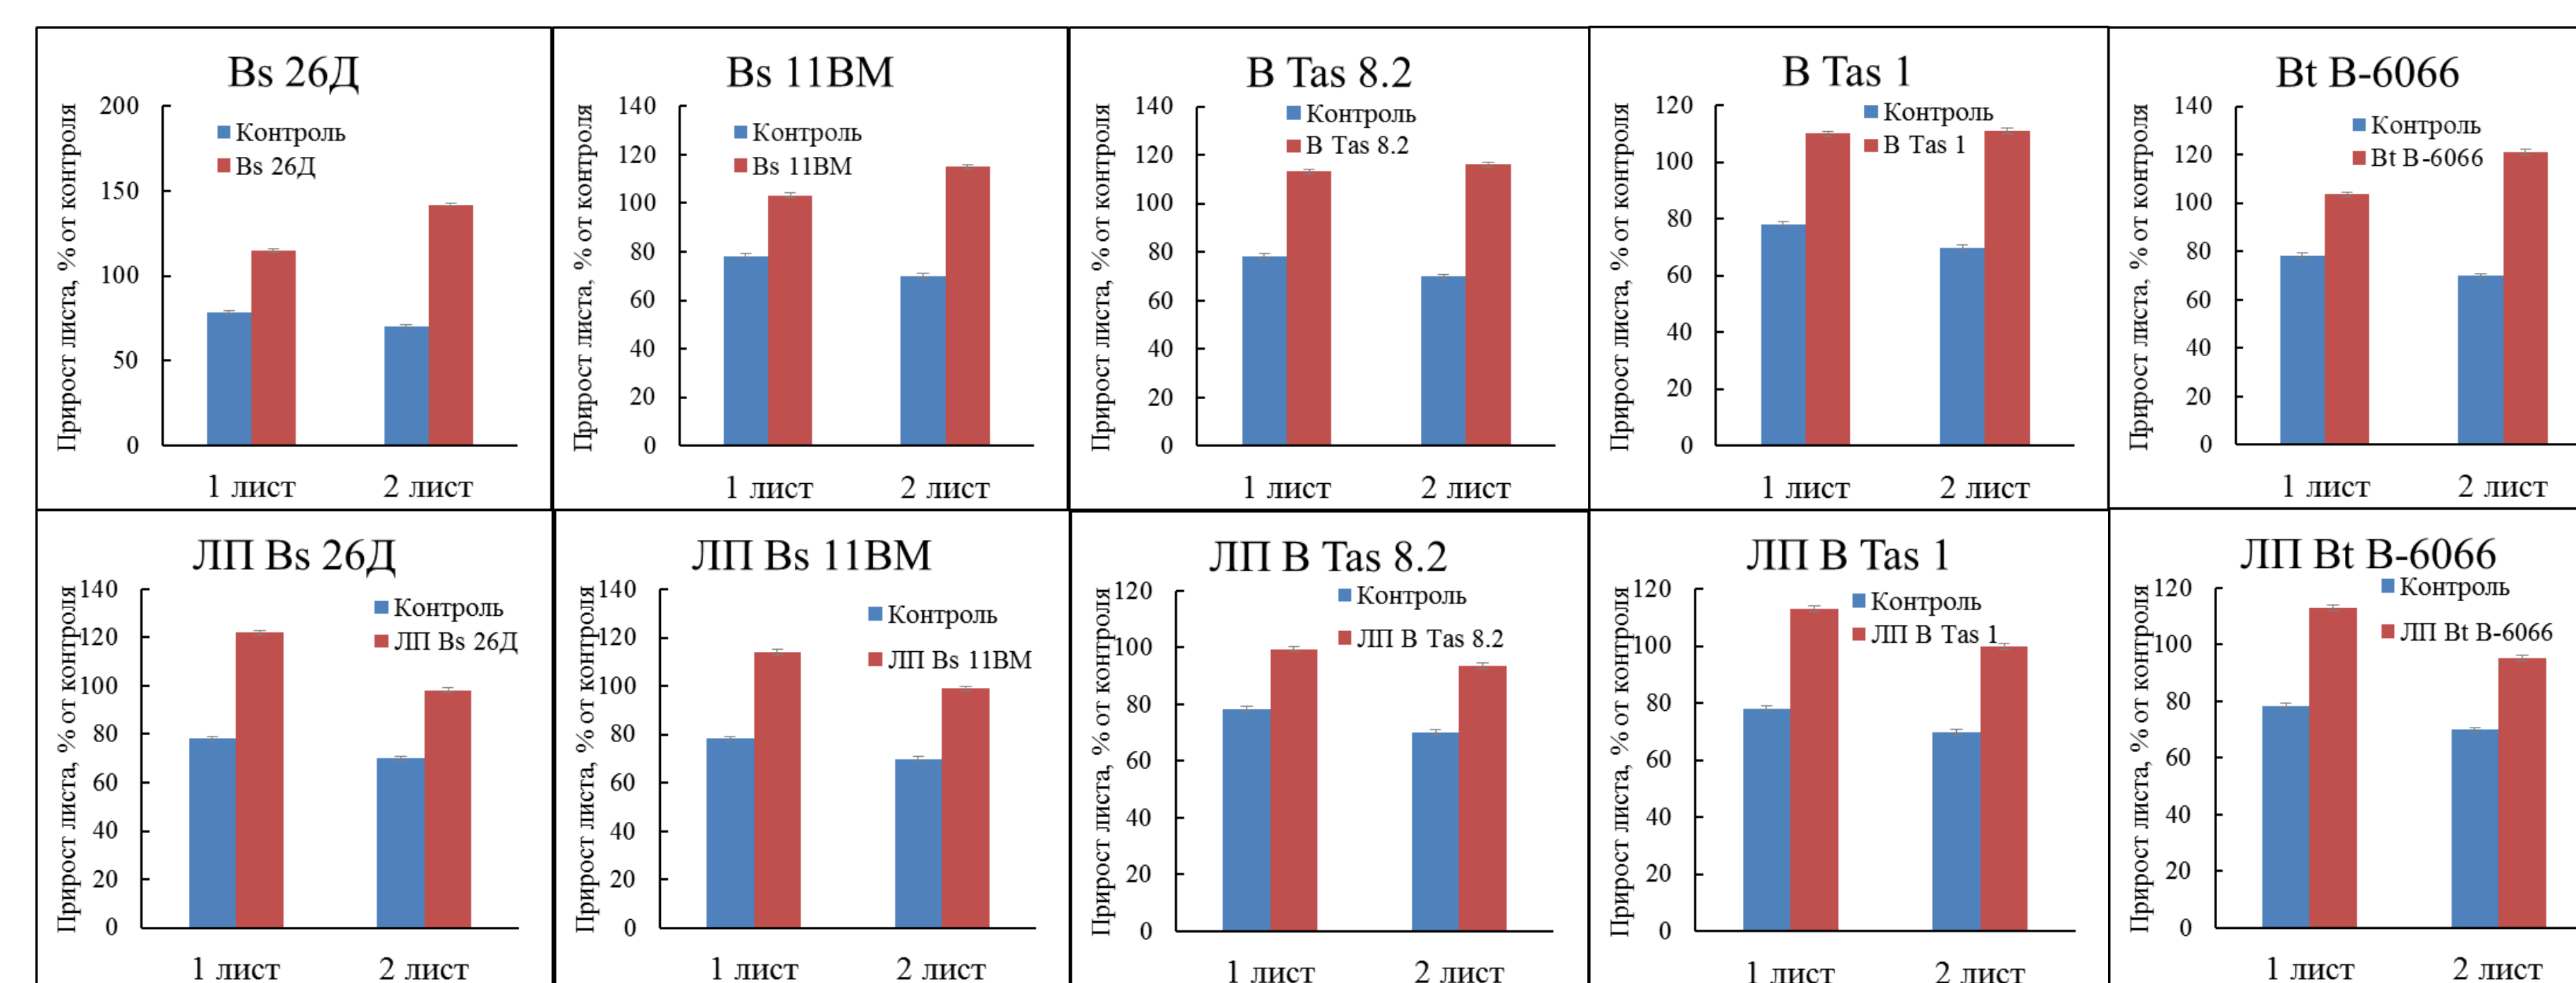 Bs 26Д
Прирост листа, % от контроля
200
150
100
50
0
Контроль
Bs 26Д
1 лист
2 лист
Bs 11ВМ
Прирост листа, % от контроля
140
120
100
80
60
40
20
0
Контроль
Bs 11ВМ
1 лист
2 лист
B Tas 8.2
Прирост листа, % от контроля
140
120
100
80
60
40
20
0
Контроль
B Tas 8.2
1 лист
2 лист
B Tas 1
Прирост листа, % от контроля
120
100
80
60
40
20
0
Контроль
B Tas 1
1 лист
2 лист
Bt B-6066
Прирост листа, % от контроля
140
120
100
80
60
40
20
0
Контроль
Bt B-6066
1 лист
2 лист
ЛП Bs 26Д
Прирост листа, % от контроля
140
120
100
80
60
40
20
0
Контроль
ЛП Bs 26Д
1 лист
2 лист
ЛП Bs 11ВМ
Прирост листа, % от контроля
140
120
100
80
60
40
20
0
Контроль
ЛП Bs 11ВМ
1 лист
2 лист
ЛП B Tas 8.2
Прирост листа, % от контроля
120
100
80
60
40
20
0
Контроль
ЛП B Tas 8.2
1 лист
2 лист
ЛП B Tas 1
Прирост листа, % от контроля
120
100
80
60
40
20
0
Контроль
ЛП B Tas 1
1 лист
2 лист
ЛП Bt B-6066
Прирост листа, % от контроля
120
100
80
60
40
20
0
Контроль
ЛП Bt B-6066
1 лист
2 лист